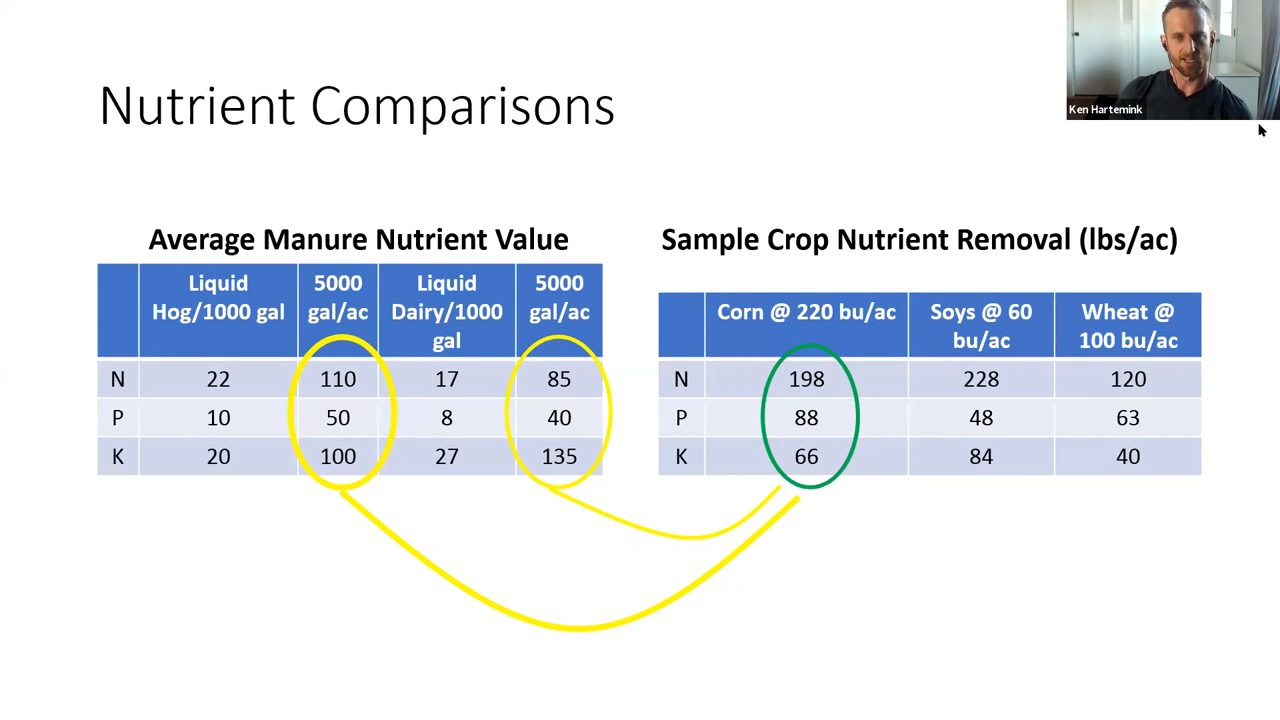 Nutrient Comparisons
Ken Hartemink
Average Manure Nutrient Value
Liquid Hog/1000 gal 5000 gal/ac Liquid Dairy/1000 gal 5000 gal/ac
N 22 110 17 85
P 10 50 8 40
K 20 100 27 135
Sample Crop Nutrient Removal (lbs/ac)
Corn @ 220 bu/ac Soys @ 60 bu/ac Wheat @ 100 bu/ac
N 198 228 120
P 88 48 63
K 66 84 40